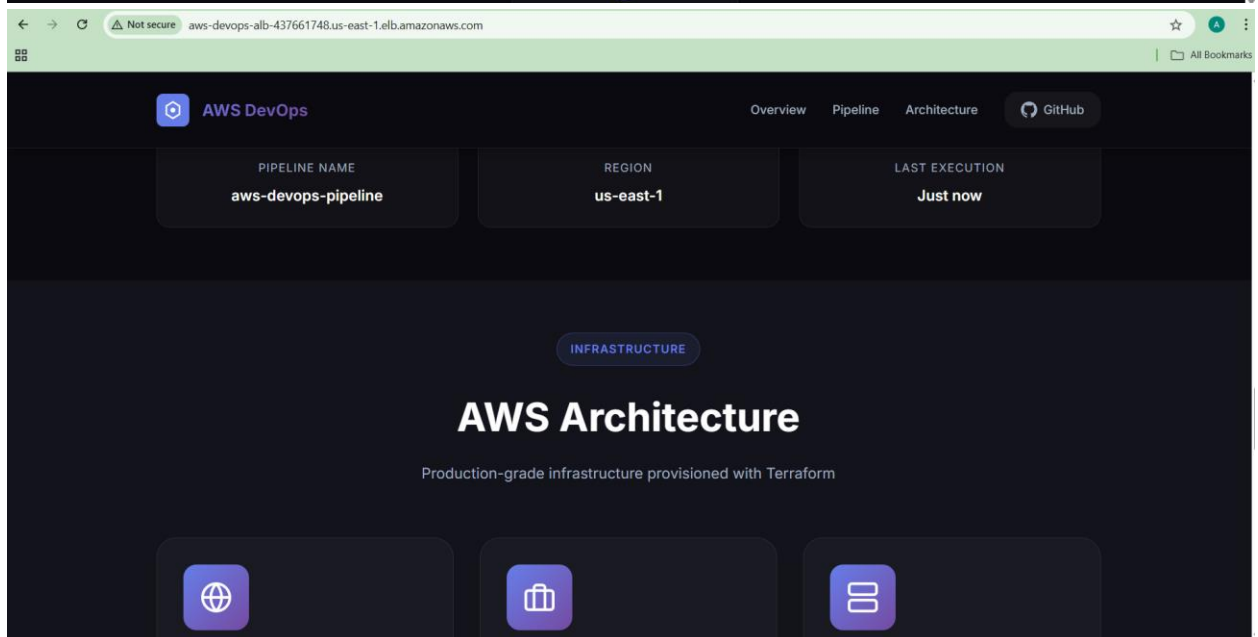 Not secure aws-devops-alb-437661748.us-east-1.elb.amazonaws.com
A
All Bookmarks
AWS DevOps Overview Pipeline Architecture GitHub
PIPELINE NAME REGION LAST EXECUTION
aws-devops-pipeline us-east-1 Just now
INFRASTRUCTURE
AWS Architecture
Production-grade infrastructure provisioned with Terraform